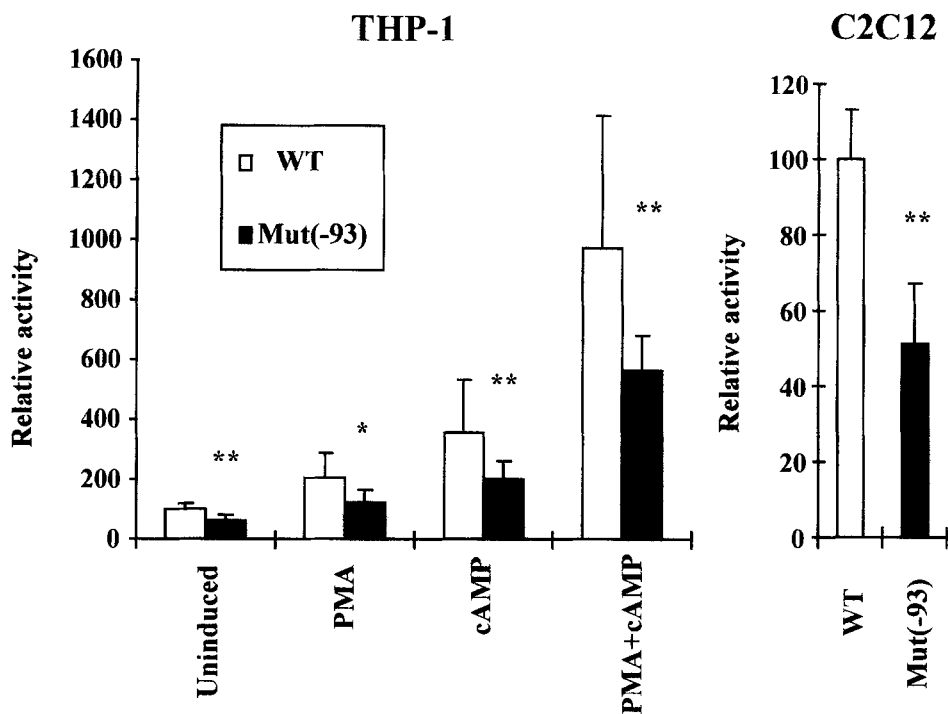 THP-1
C2C12
Relative activity
1600
1400
1200
1000
800
600
400
200
0
WT
Mut(-93)
**
*
**
**
Uninduced
PMA
cAMP
PMA+cAMP
Relative activity
120
100
80
60
40
20
0
**
WT
Mut(-93)